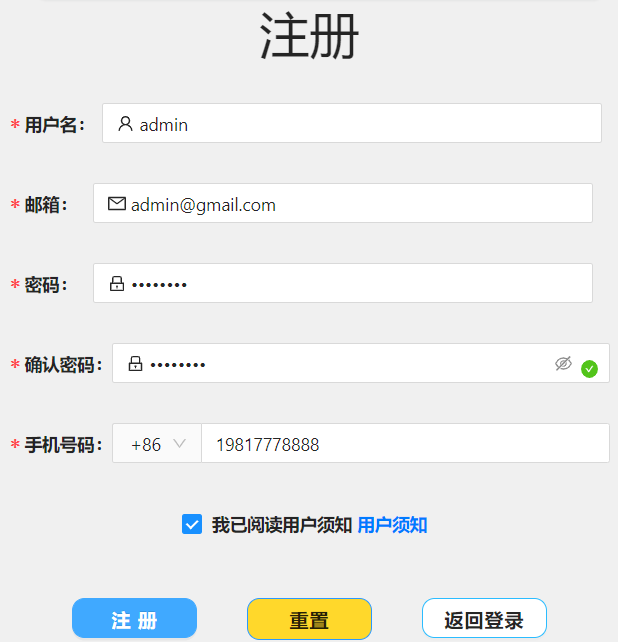 注册
* 用户名： admin
* 邮箱： admin@gmail.com
* 密码： ••••••••
* 确认密码： ••••••••
* 手机号码： +86 19817778888
我已阅读用户须知 用户须知
注 册 重置 返回登录